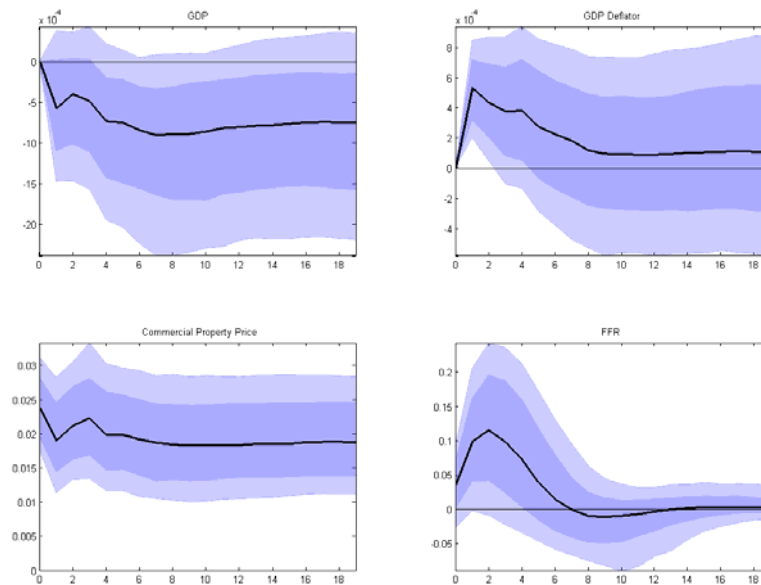 GDP
x 10⁻⁴
0
-5
-10
-15
-20
0 2 4 6 8 10 12 14 16 18
GDP Deflator
x 10⁻⁴
8
6
4
2
0
-2
-4
0 2 4 6 8 10 12 14 16 18
Commercial Property Price
0.03
0.025
0.02
0.015
0.01
0.005
0
0 2 4 6 8 10 12 14 16 18
FFR
0.2
0.15
0.1
0.05
0
-0.05
0 2 4 6 8 10 12 14 16 18